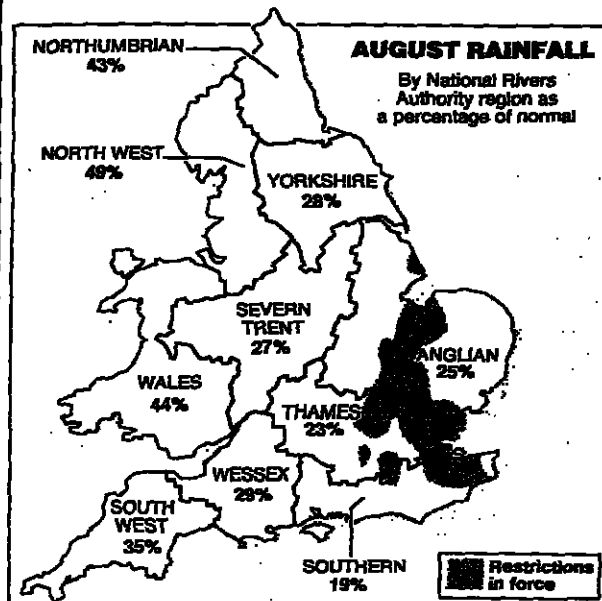 AUGUST RAINFALL
By National Rivers
Authority region as
a percentage of normal
NORTHUMBRIAN
43%
NORTH WEST
49%
YORKSHIRE
28%
SEVERN
TRENT
27%
ANGLIAN
25%
WALES
44%
THAMES
23%
WESSEX
29%
SOUTH
WEST
35%
SOUTHERN
19%
Restrictions
in force